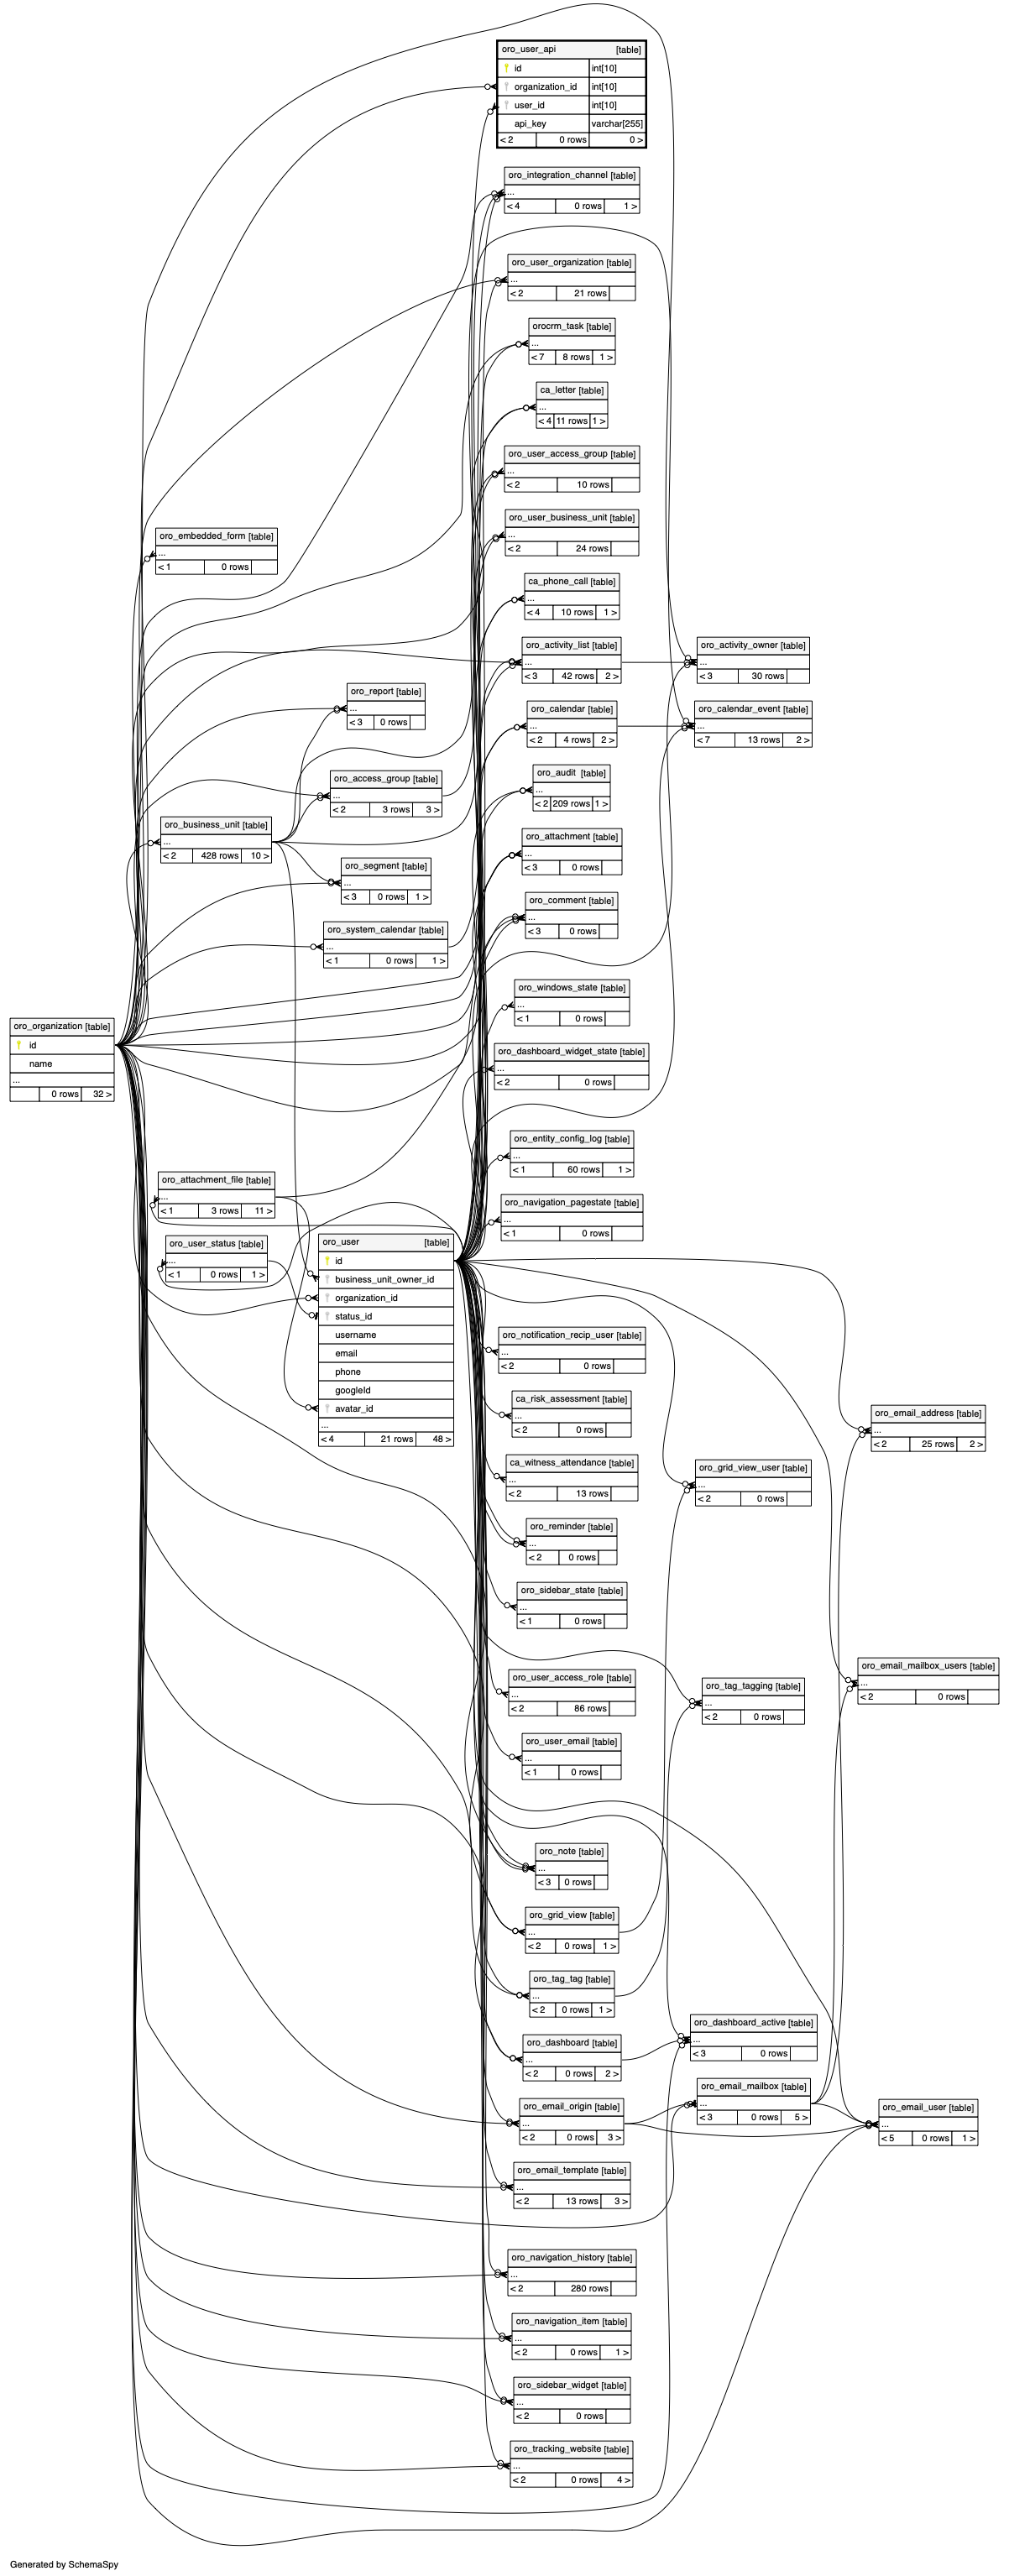 oro_user_api [table]
id int[10]
organization_id int[10]
user_id int[10]
api_key varchar[255]
< 2 0 rows 0 >
oro_integration_channel [table]
...
< 4 0 rows 1 >
oro_user_organization [table]
...
< 2 21 rows
orocrm_task [table]
...
< 7 8 rows 1 >
ca_letter [table]
...
< 4 11 rows 1 >
oro_user_access_group [table]
...
< 2 10 rows
oro_user_business_unit [table]
...
< 2 24 rows
oro_embedded_form [table]
...
< 1 0 rows
ca_phone_call [table]
...
< 4 10 rows 1 >
oro_activity_list [table]
...
< 3 42 rows 2 >
oro_activity_owner [table]
...
< 3 30 rows
oro_report [table]
...
< 3 0 rows
oro_calendar [table]
...
< 2 4 rows 2 >
oro_calendar_event [table]
...
< 7 13 rows 2 >
oro_access_group [table]
...
< 2 3 rows 3 >
oro_audit [table]
...
< 2 209 rows 1 >
oro_business_unit [table]
...
< 2 428 rows 10 >
oro_attachment [table]
...
< 3 0 rows
oro_segment [table]
...
< 3 0 rows 1 >
oro_comment [table]
...
< 3 0 rows
oro_system_calendar [table]
...
< 1 0 rows 1 >
oro_windows_state [table]
...
< 1 0 rows
oro_organization [table]
id
name
...
0 rows 32 >
oro_dashboard_widget_state [table]
...
< 2 0 rows
oro_entity_config_log [table]
...
< 1 60 rows 1 >
oro_attachment_file [table]
...
< 1 3 rows 11 >
oro_navigation_pagestate [table]
...
< 1 0 rows
oro_user_status [table]
...
< 1 0 rows 1 >
oro_user [table]
id
business_unit_owner_id
organization_id
status_id
username
email
phone
googleId
avatar_id
...
< 4 21 rows 48 >
oro_notification_recip_user [table]
...
< 2 0 rows
ca_risk_assessment [table]
...
< 2 0 rows
oro_email_address [table]
...
< 2 25 rows 2 >
ca_witness_attendance [table]
...
< 2 13 rows
oro_grid_view_user [table]
...
< 2 0 rows
oro_reminder [table]
...
< 2 0 rows
oro_sidebar_state [table]
...
< 1 0 rows
oro_email_mailbox_users [table]
...
< 2 0 rows
oro_user_access_role [table]
...
< 2 86 rows
oro_tag_tagging [table]
...
< 2 0 rows
oro_user_email [table]
...
< 1 0 rows
oro_note [table]
...
< 3 0 rows
oro_grid_view [table]
...
< 2 0 rows 1 >
oro_tag_tag [table]
...
< 2 0 rows 1 >
oro_dashboard_active [table]
...
< 3 0 rows
oro_dashboard [table]
...
< 2 0 rows 2 >
oro_email_mailbox [table]
...
< 3 0 rows 5 >
oro_email_origin [table]
...
< 2 0 rows 3 >
oro_email_user [table]
...
< 5 0 rows 1 >
oro_email_template [table]
...
< 2 13 rows 3 >
oro_navigation_history [table]
...
< 2 280 rows
oro_navigation_item [table]
...
< 2 0 rows 1 >
oro_sidebar_widget [table]
...
< 2 0 rows
oro_tracking_website [table]
...
< 2 0 rows 4 >
Generated by SchemaSpy